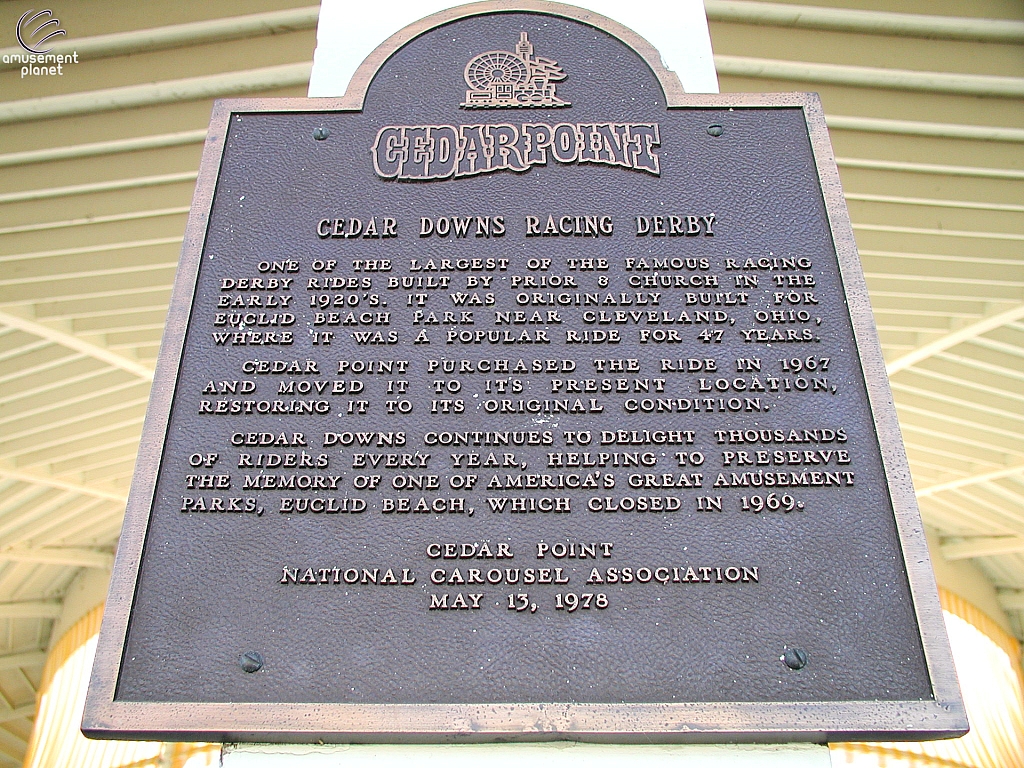 amusement
planet
CEDAR POINT
CEDAR DOWNS RACING DERBY
ONE OF THE LARGEST OF THE FAMOUS RACING
DERBY RIDES BUILT BY PRIOR & CHURCH IN THE
EARLY 1920'S. IT WAS ORIGINALLY BUILT FOR
EUCLID BEACH PARK NEAR CLEVELAND, OHIO,
WHERE IT WAS A POPULAR RIDE FOR 47 YEARS.
CEDAR POINT PURCHASED THE RIDE IN 1967
AND MOVED IT TO IT'S PRESENT LOCATION,
RESTORING IT TO ITS ORIGINAL CONDITION.
CEDAR DOWNS CONTINUES TO DELIGHT THOUSANDS
OF RIDERS EVERY YEAR, HELPING TO PRESERVE
THE MEMORY OF ONE OF AMERICA'S GREAT AMUSEMENT
PARKS, EUCLID BEACH, WHICH CLOSED IN 1969.
CEDAR POINT
NATIONAL CAROUSEL ASSOCIATION
MAY 13, 1978